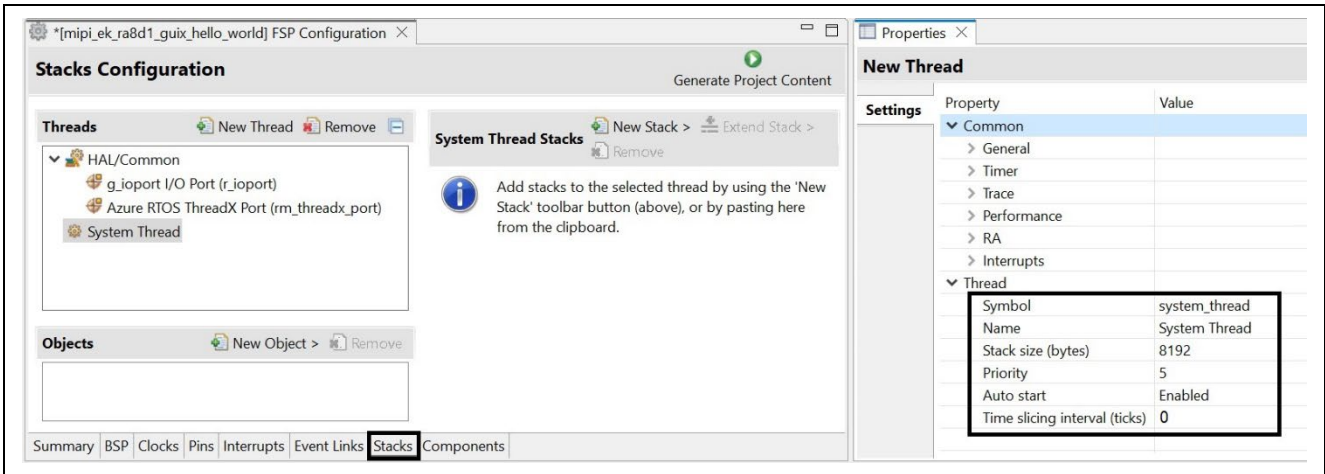 *[mipi_ek_ra8d1_guix_hello_world] FSP Configuration
Stacks Configuration
Generate Project Content
Threads
New Thread
Remove
HAL/Common
g_ioport I/O Port (r_ioport)
Azure RTOS ThreadX Port (rm_threadx_port)
System Thread
Objects
New Object >
Remove
System Thread Stacks
New Stack >
Extend Stack >
Remove
Add stacks to the selected thread by using the 'New
Stack' toolbar button (above), or by pasting here
from the clipboard.
Summary BSP Clocks Pins Interrupts Event Links Stacks Components
Properties
New Thread
Settings
Property Value
Common
General
Timer
Trace
Performance
RA
Interrupts
Thread
Symbol system_thread
Name System Thread
Stack size (bytes) 8192
Priority 5
Auto start Enabled
Time slicing interval (ticks) 0